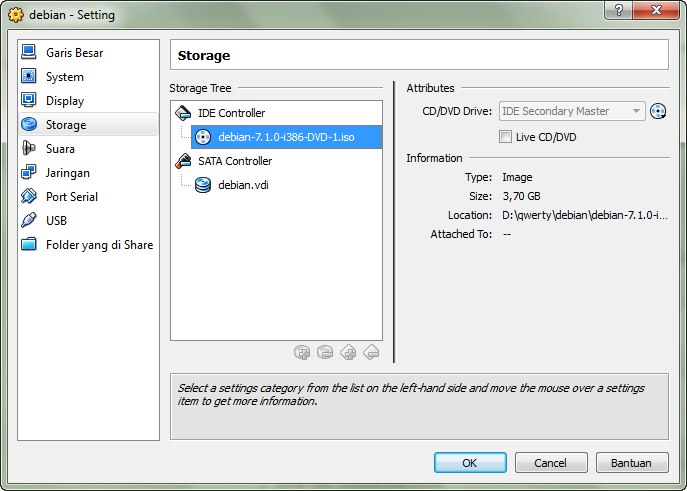 debian - Setting
Garis Besar
System
Display
Storage
Suara
Jaringan
Port Serial
USB
Folder yang di Share
Storage
Storage Tree
IDE Controller
debian-7.1.0-i386-DVD-1.iso
SATA Controller
debian.vdi
Attributes
CD/DVD Drive: IDE Secondary Master
Live CD/DVD
Information
Type: Image
Size: 3,70 GB
Location: D:\qwerty\debian\debian-7.1.0-i...
Attached To: --
Select a settings category from the list on the left-hand side and move the mouse over a settings
item to get more information.
OK Cancel Bantuan